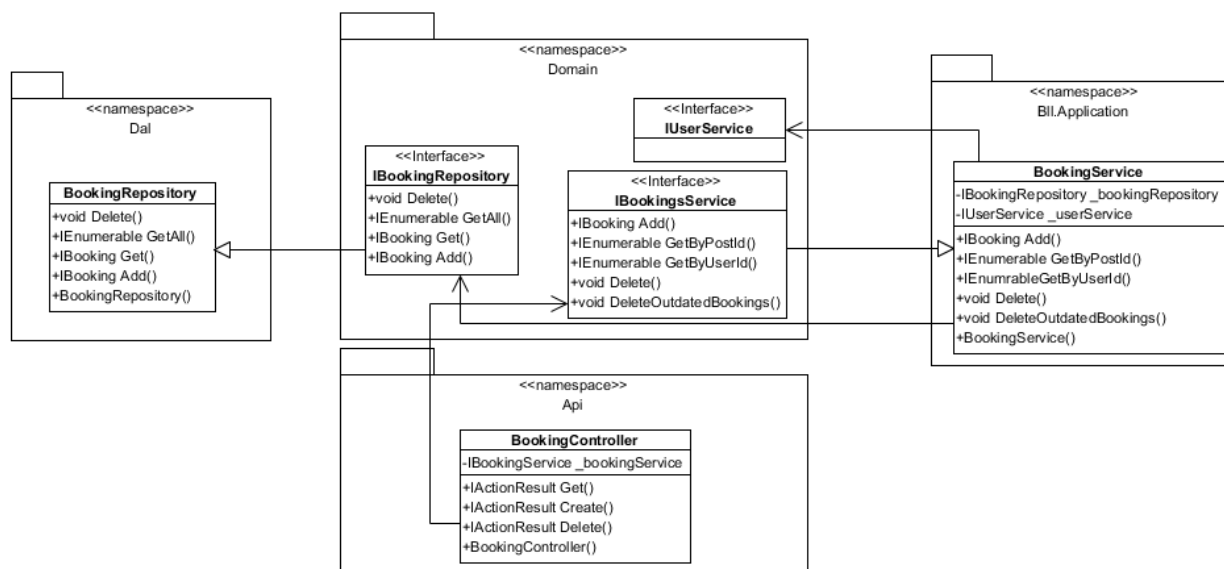 <<namespace>>
Dal
BookingRepository
+void Delete()
+IEnumerable GetAll()
+IBooking Get()
+IBooking Add()
+BookingRepository()
<<namespace>>
Domain
<<Interface>>
IUserService
<<Interface>>
IBookingRepository
+void Delete()
+IEnumerable GetAll()
+IBooking Get()
+IBooking Add()
<<Interface>>
IBookingsService
+IBooking Add()
+IEnumerable GetByPostId()
+IEnumerable GetByUserId()
+void Delete()
+void DeleteOutdatedBookings()
<<namespace>>
Bll.Application
BookingService
-IBookingRepository _bookingRepository
-IUserService _userService
+IBooking Add()
+IEnumerable GetByPostId()
+IEnumrableGetByUserId()
+void Delete()
+void DeleteOutdatedBookings()
+BookingService()
<<namespace>>
Api
BookingController
-IBookingService _bookingService
+IActionResult Get()
+IActionResult Create()
+IActionResult Delete()
+BookingController()